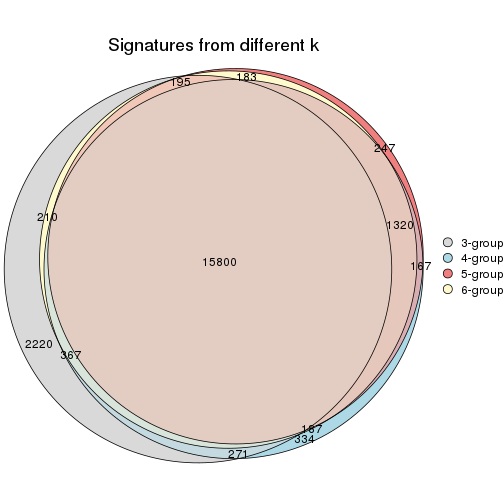 Signatures from different k
195
183
247
210
1320
15800
167
2220
367
187
334
271
3-group
4-group
5-group
6-group